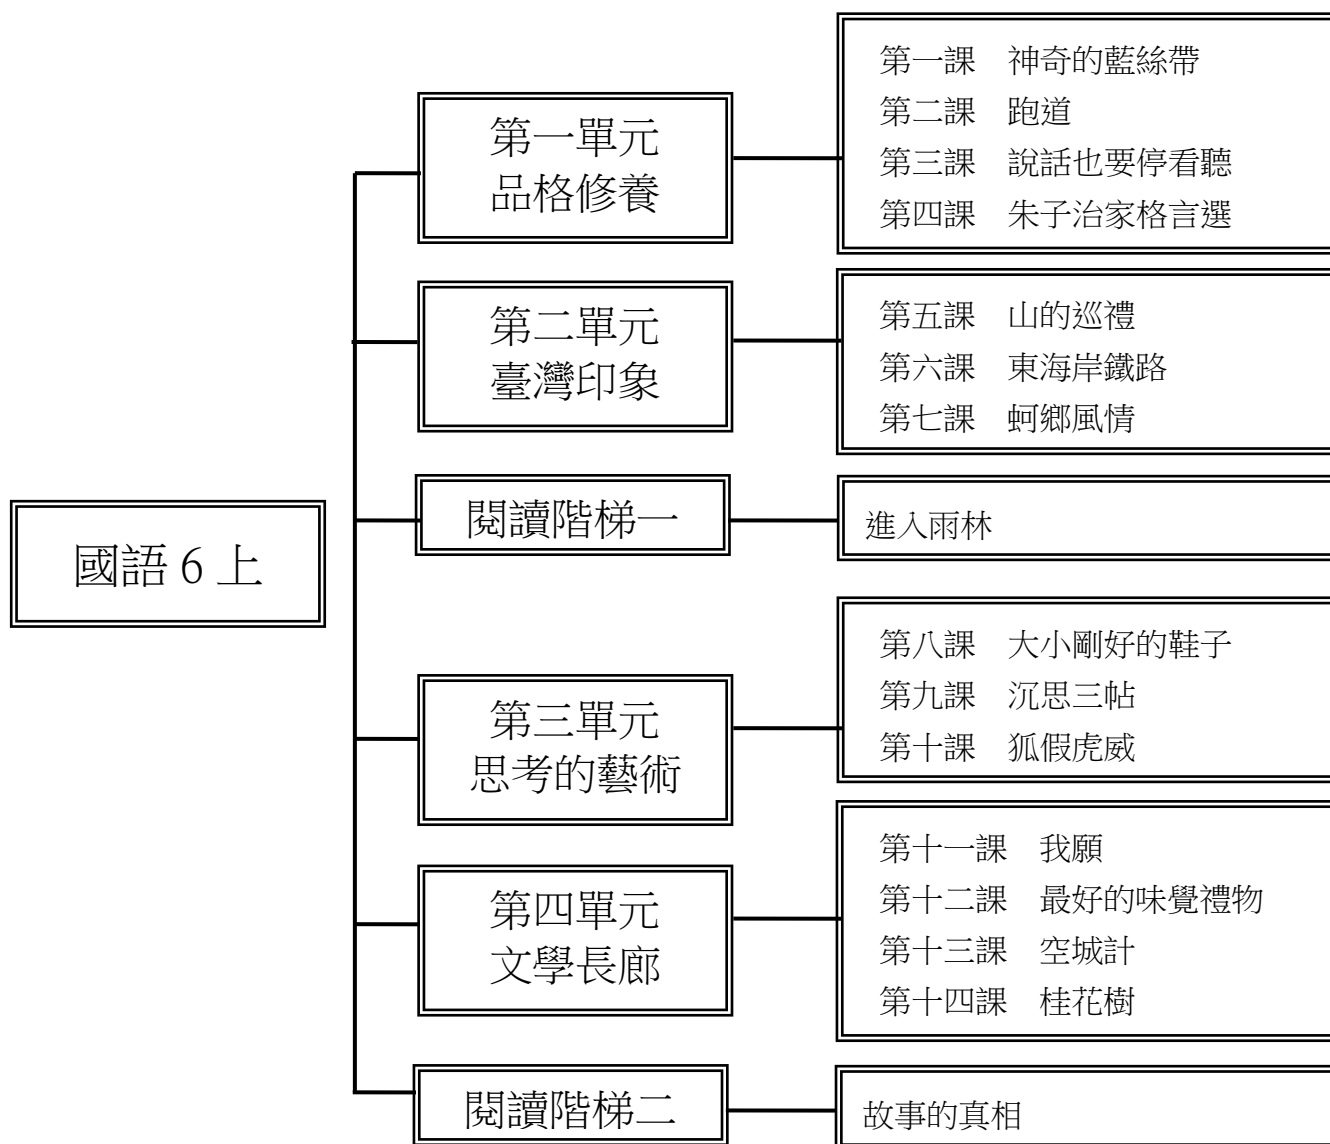 國語 6 上
第一單元
品格修養
第一課　神奇的藍絲帶
第二課　跑道
第三課　說話也要停看聽
第四課　朱子治家格言選
第二單元
臺灣印象
第五課　山的巡禮
第六課　東海岸鐵路
第七課　蚵鄉風情
閱讀階梯一
進入雨林
第三單元
思考的藝術
第八課　大小剛好的鞋子
第九課　沉思三帖
第十課　狐假虎威
第四單元
文學長廊
第十一課　我願
第十二課　最好的味覺禮物
第十三課　空城計
第十四課　桂花樹
閱讀階梯二
故事的真相